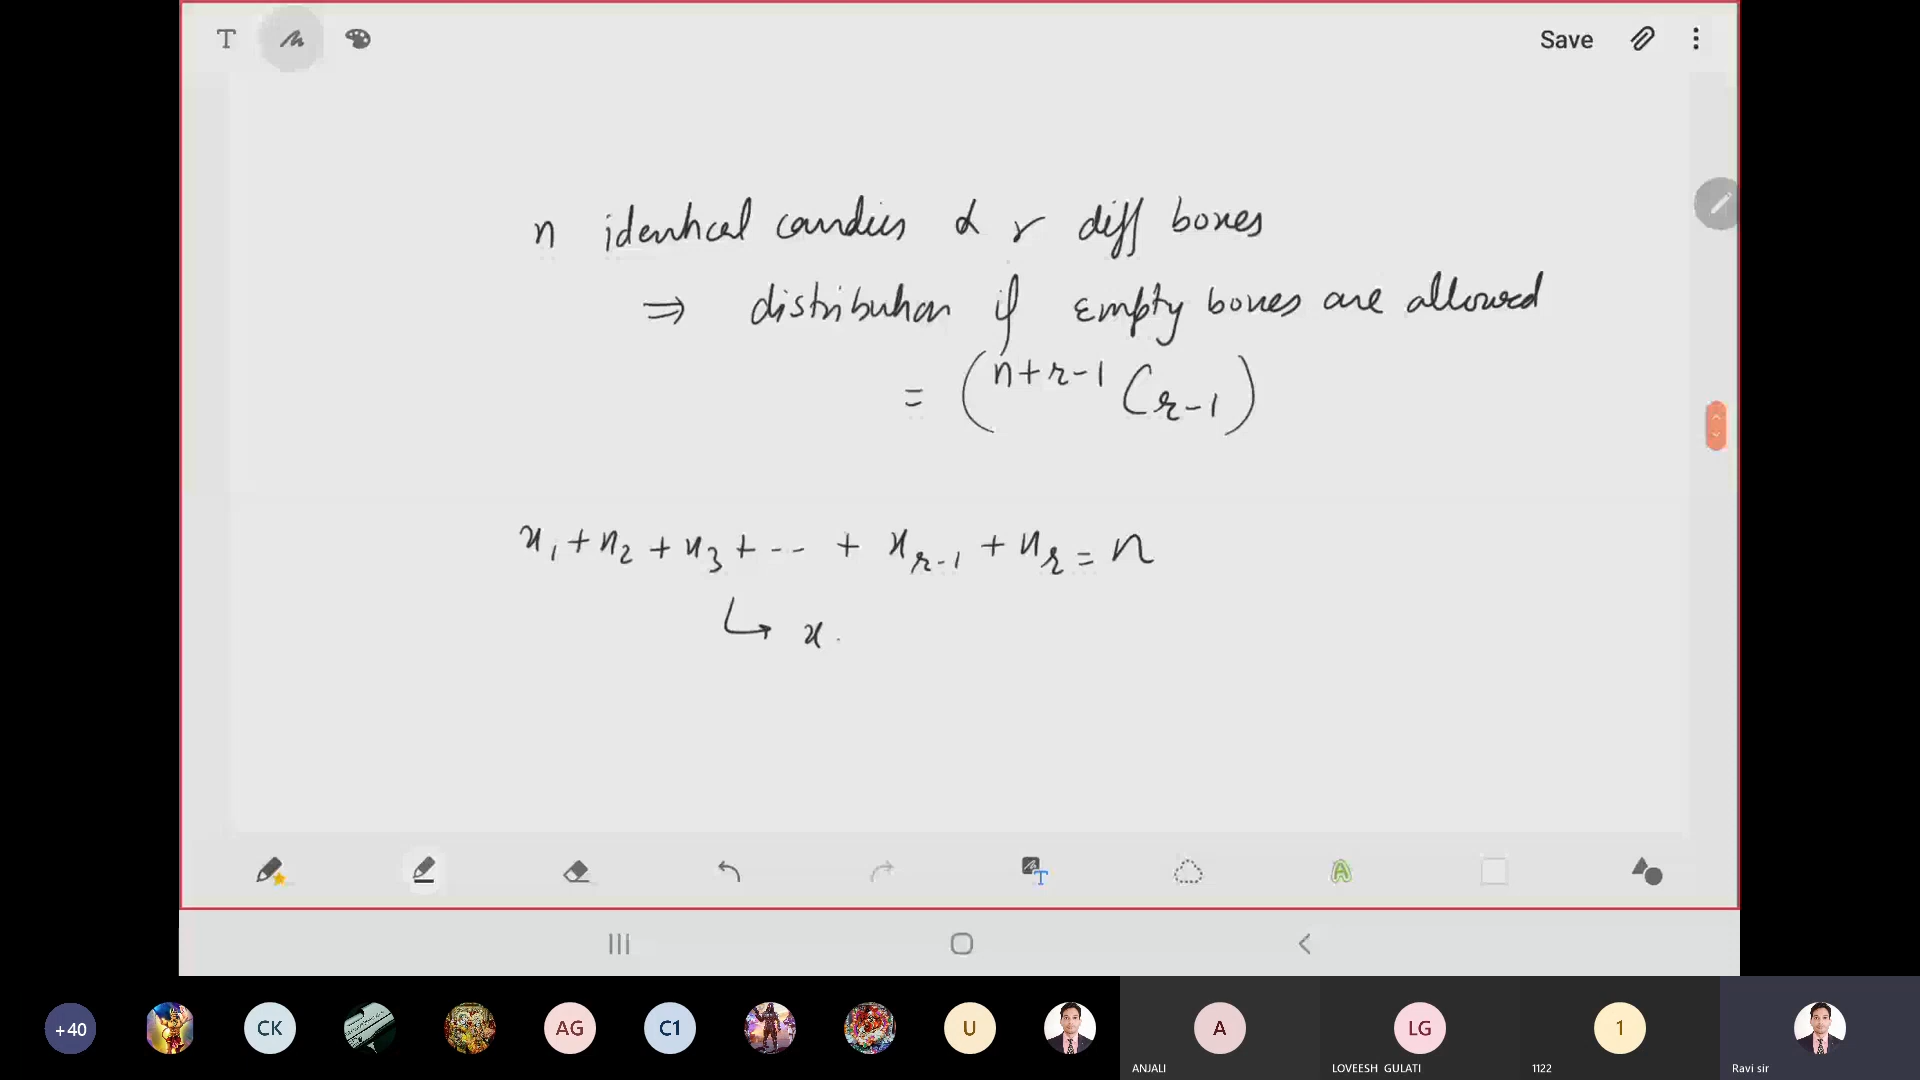 T
Save
n identical candies & r diff boxes
⇒ distribution if empty boxes are allowed
= (ⁿ⁺ʳ⁻¹Cᵣ₋₁)
x₁ + x₂ + x₃ + -- + xᵣ₋₁ + xᵣ = n
↳ x.
T
A
+40
CK
AG
C1
U
A
ANJALI
LG
LOVEESH GULATI
1
1122
Ravi sir